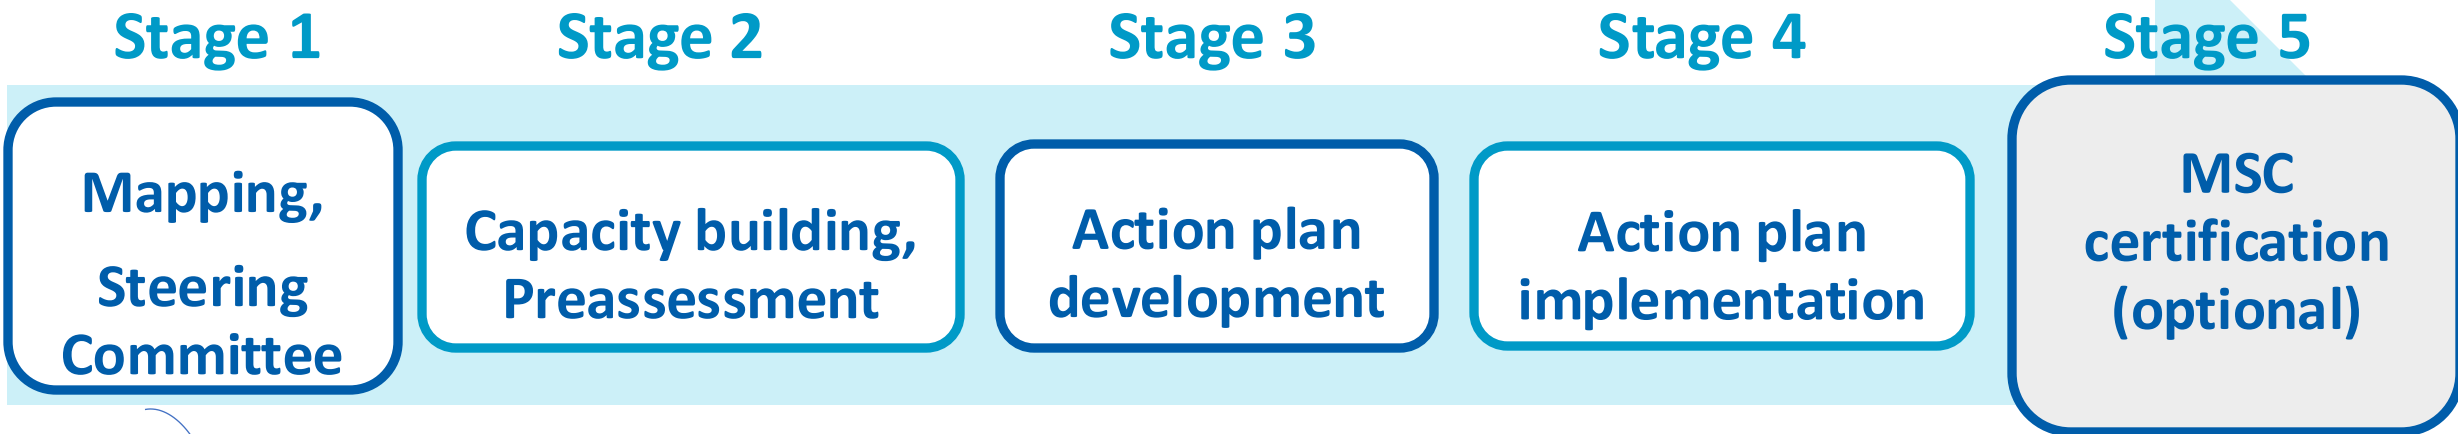 Stage 1
Stage 2
Stage 3
Stage 4
Stage 5
Mapping,
Steering
Committee
Capacity building,
Preassessment
Action plan
development
Action plan
implementation
MSC
certification
(optional)